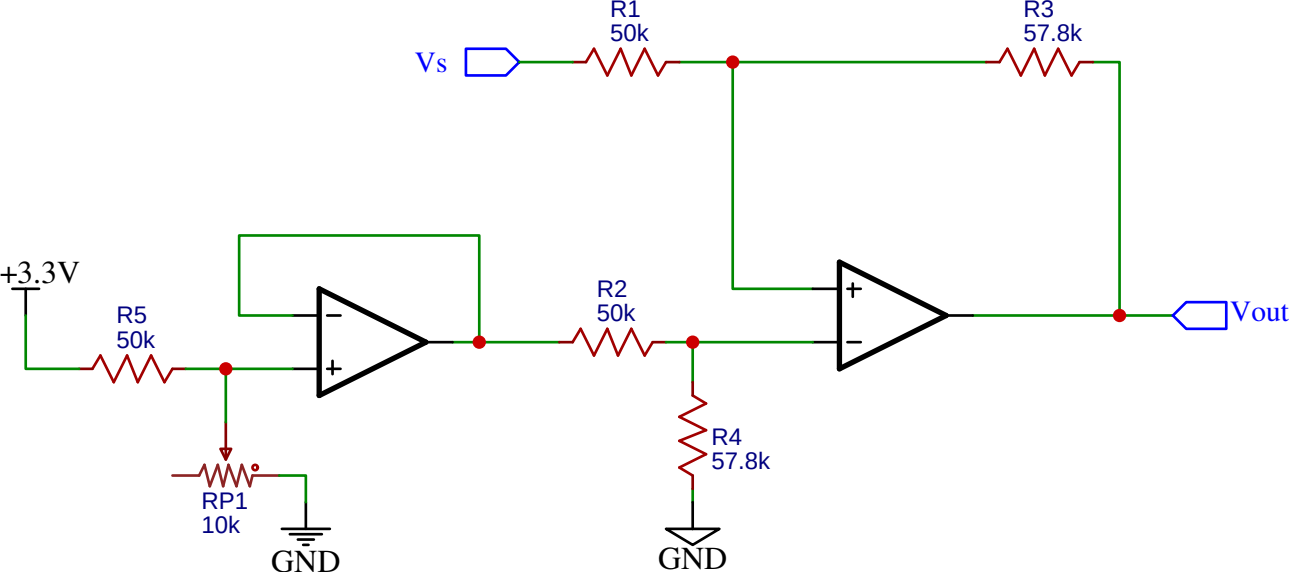 R1
50k
R3
57.8k
Vs
+3.3V
R5
50k
R2
50k
Vout
R4
57.8k
RP1
10k
GND
GND